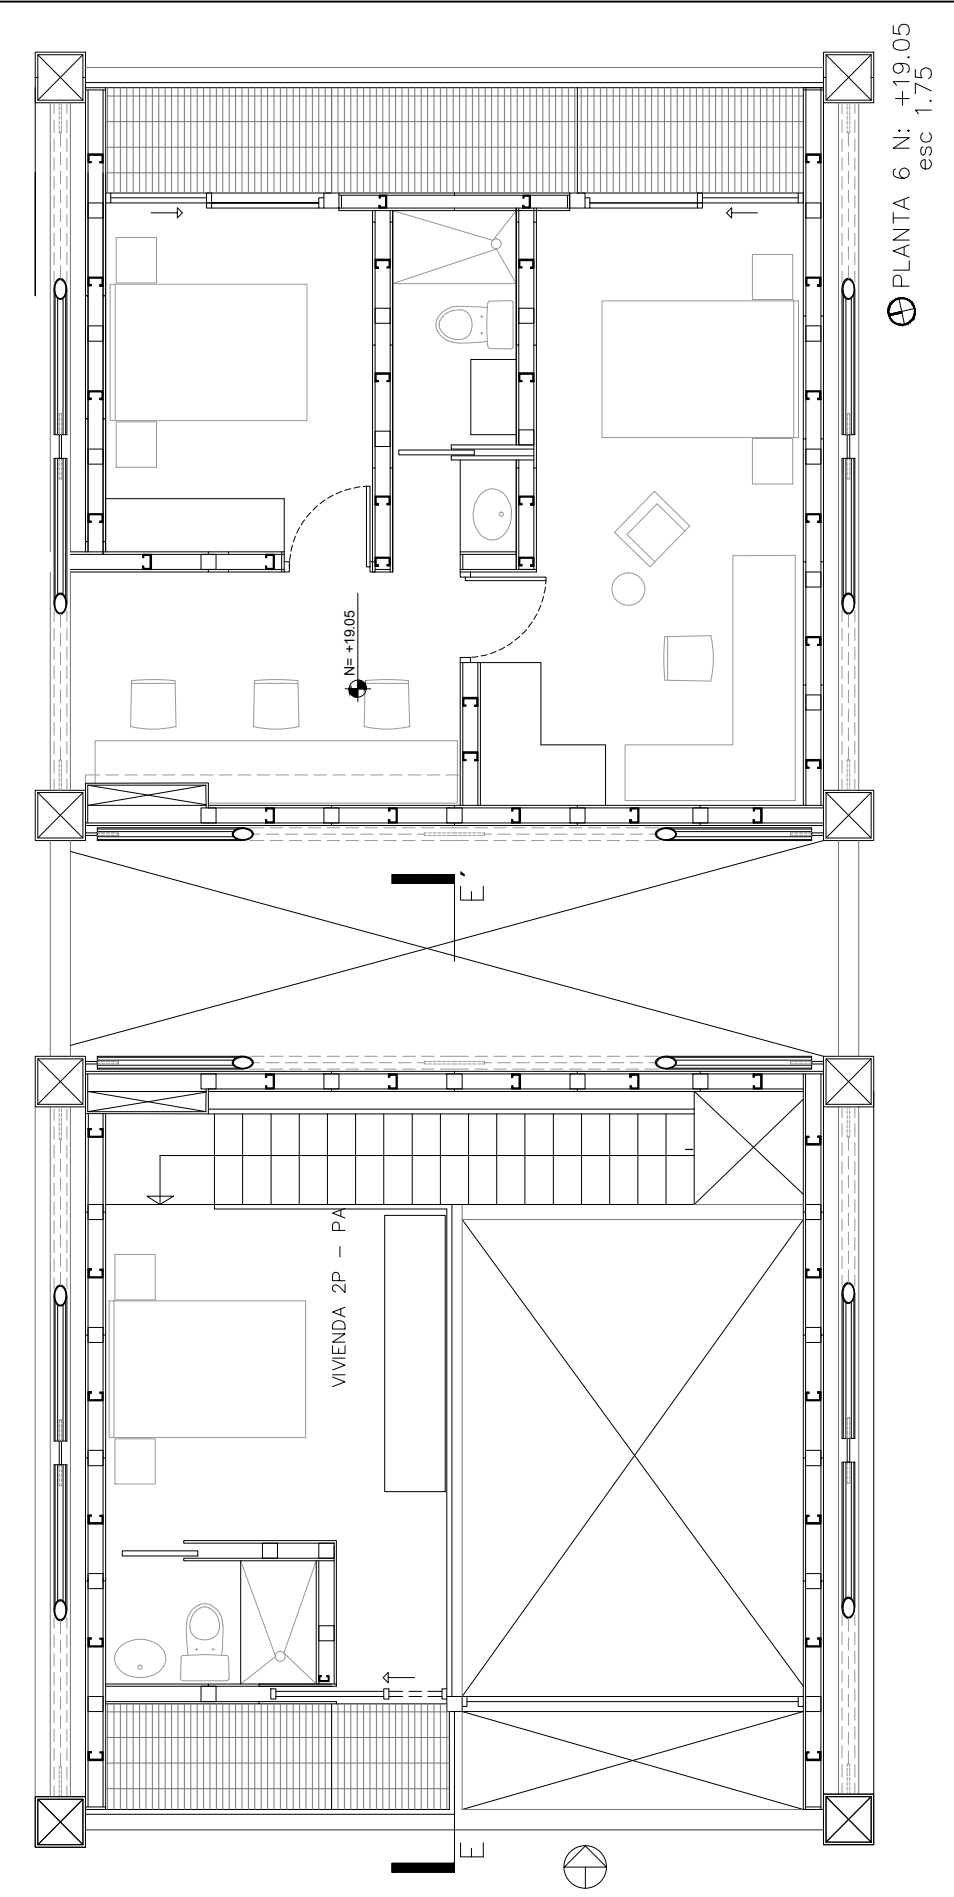 PLANTA 6 N: +19.05
esc 1.75
N= +19.05
E'
VIVIENDA 2P - PA
E